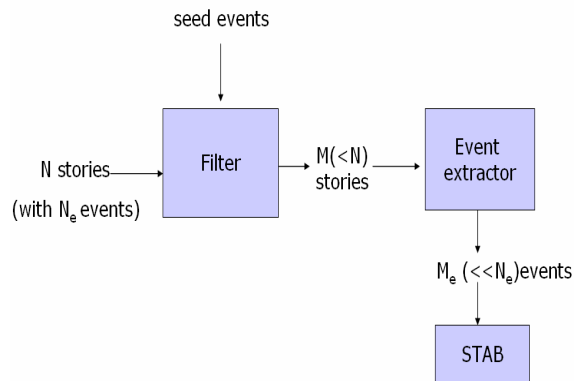 seed events
N stories
(with Ne events)
Filter
M(<N)
stories
Event
extractor
Me (<<Ne)events
STAB